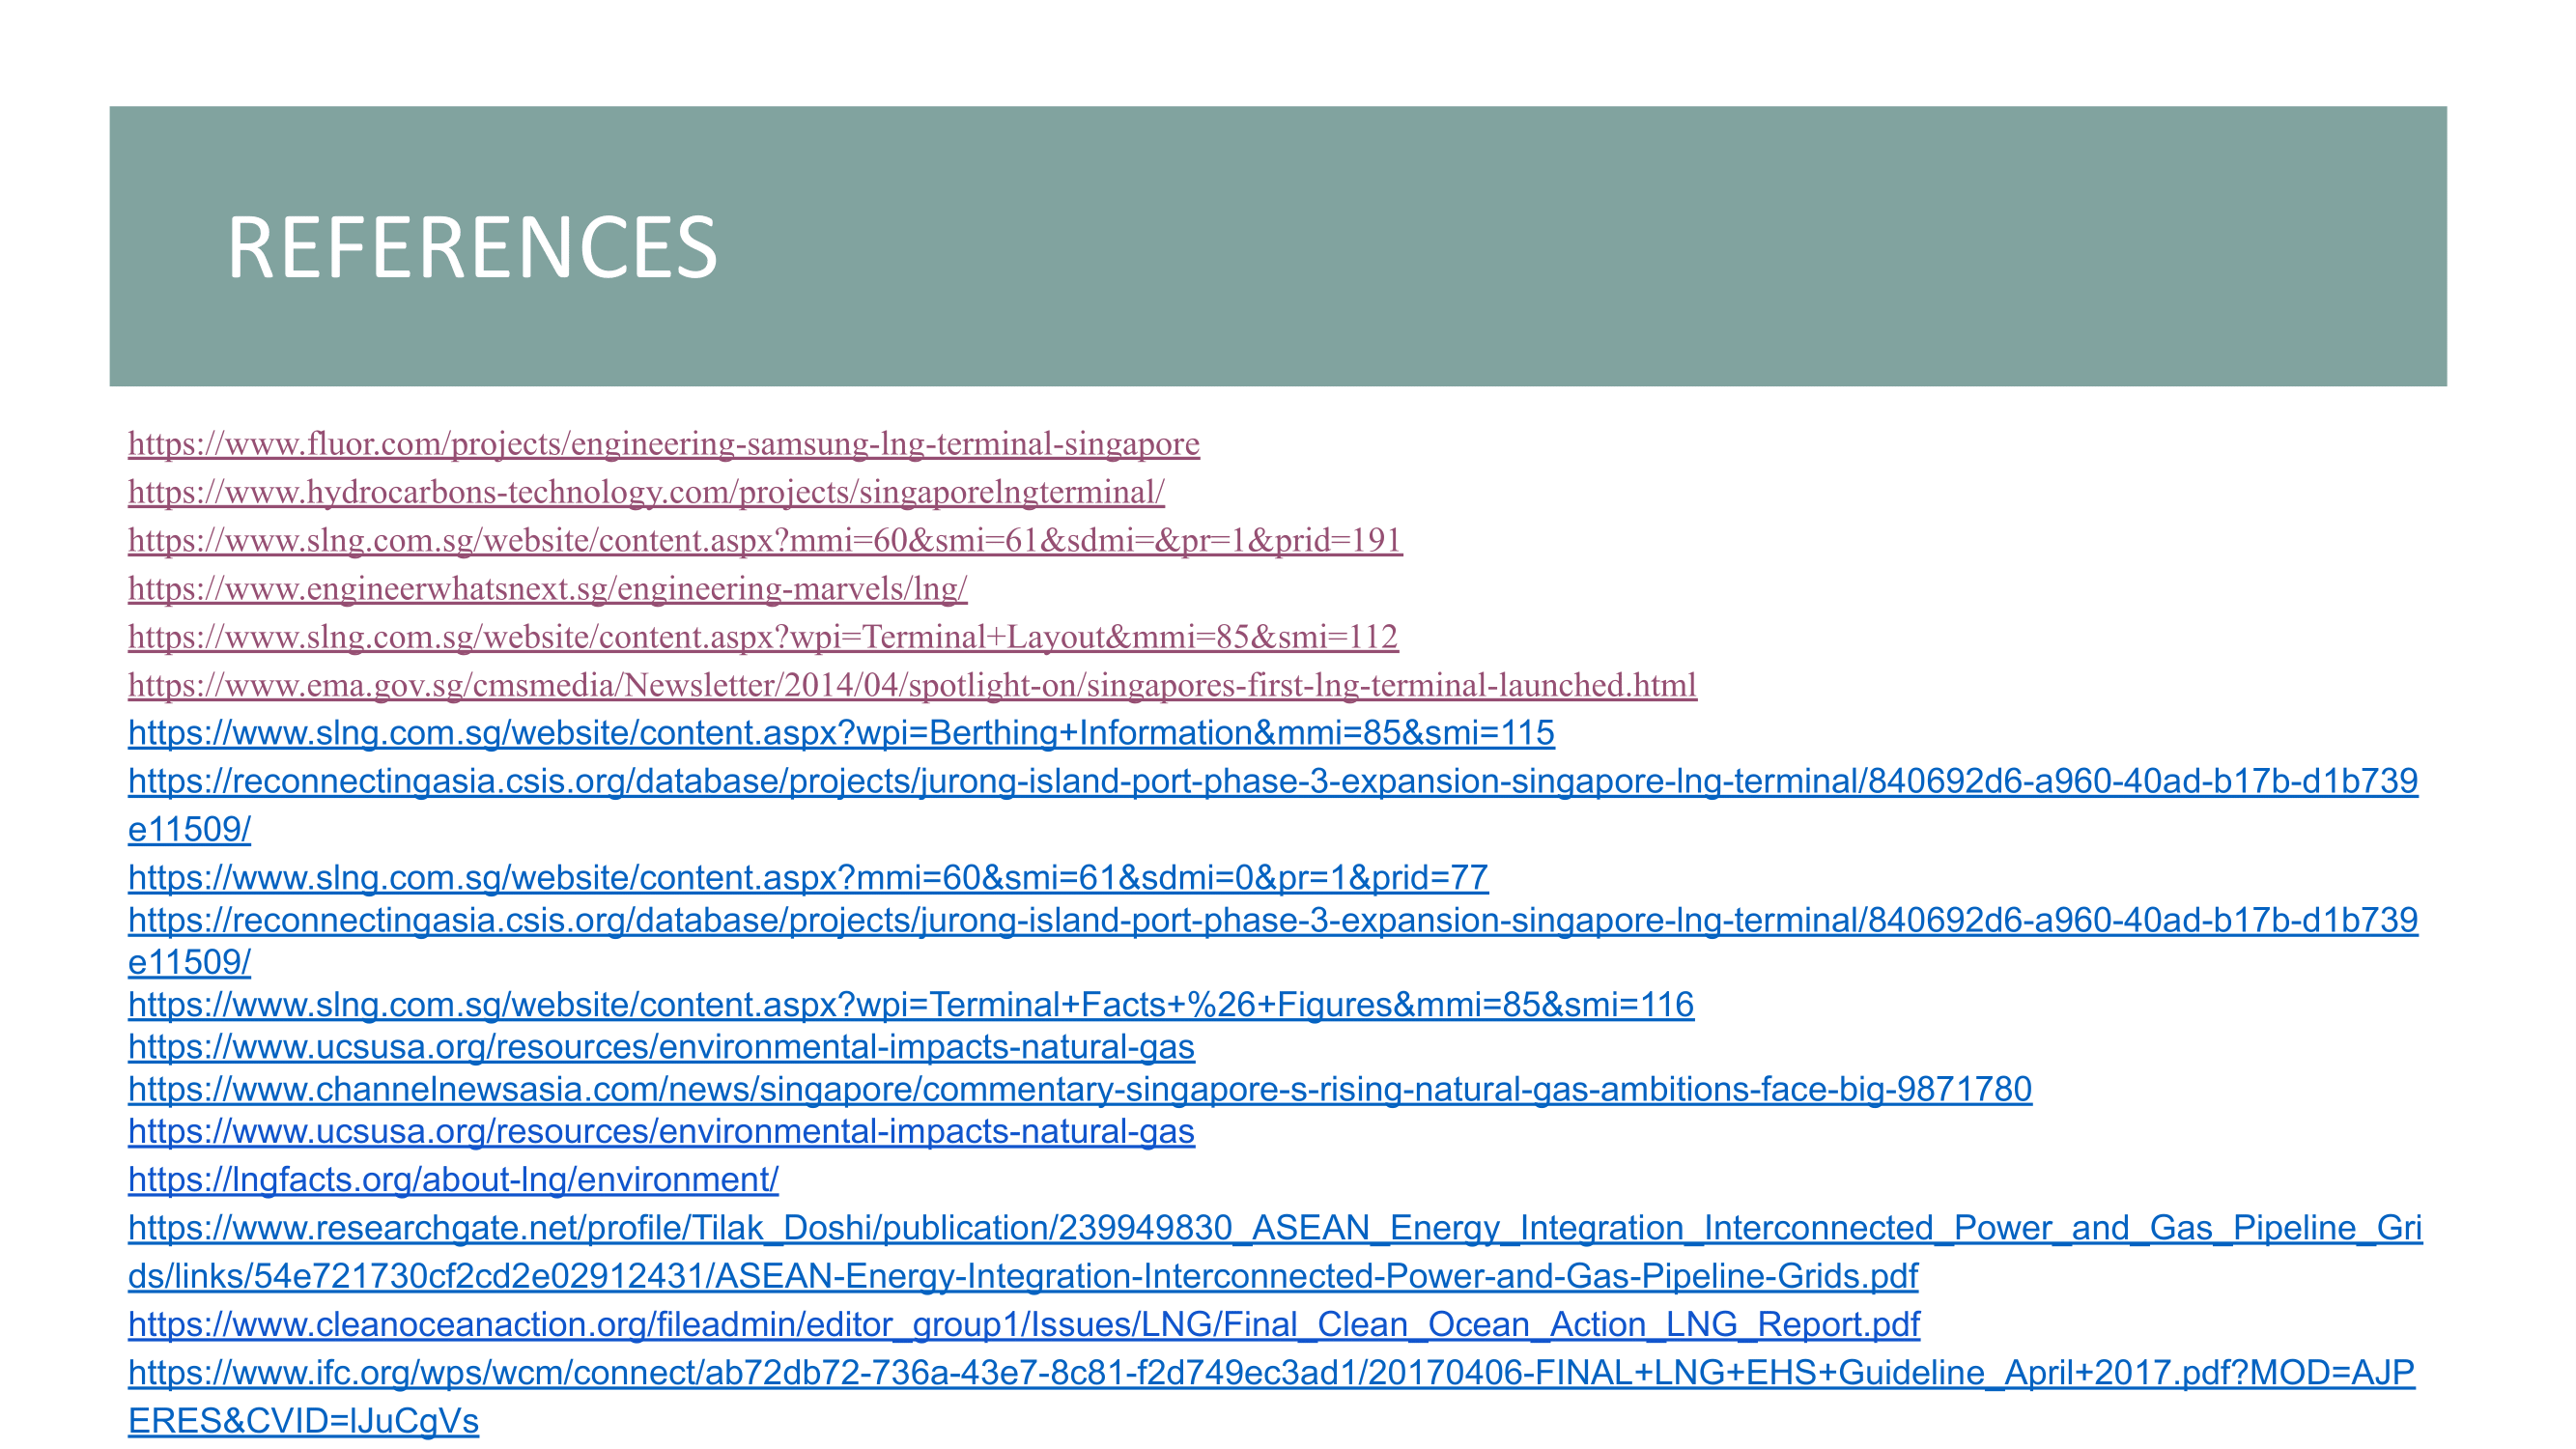 REFERENCES
https://www.fluor.com/projects/engineering-samsung-lng-terminal-singapore
https://www.hydrocarbons-technology.com/projects/singaporelngterminal/
https://www.slng.com.sg/website/content.aspx?mmi=60&smi=61&sdmi=&pr=1&prid=191
https://www.engineerwhatsnext.sg/engineering-marvels/lng/
https://www.slng.com.sg/website/content.aspx?wpi=Terminal+Layout&mmi=85&smi=112
https://www.ema.gov.sg/cmsmedia/Newsletter/2014/04/spotlight-on/singapores-first-lng-terminal-launched.html
https://www.slng.com.sg/website/content.aspx?wpi=Berthing+Information&mmi=85&smi=115
https://reconnectingasia.csis.org/database/projects/jurong-island-port-phase-3-expansion-singapore-lng-terminal/840692d6-a960-40ad-b17b-d1b739
e11509/
https://www.slng.com.sg/website/content.aspx?mmi=60&smi=61&sdmi=0&pr=1&prid=77
https://reconnectingasia.csis.org/database/projects/jurong-island-port-phase-3-expansion-singapore-lng-terminal/840692d6-a960-40ad-b17b-d1b739
e11509/
https://www.slng.com.sg/website/content.aspx?wpi=Terminal+Facts+%26+Figures&mmi=85&smi=116
https://www.ucsusa.org/resources/environmental-impacts-natural-gas
https://www.channelnewsasia.com/news/singapore/commentary-singapore-s-rising-natural-gas-ambitions-face-big-9871780
https://www.ucsusa.org/resources/environmental-impacts-natural-gas
https://lngfacts.org/about-lng/environment/
https://www.researchgate.net/profile/Tilak_Doshi/publication/239949830_ASEAN_Energy_Integration_Interconnected_Power_and_Gas_Pipeline_Gri
ds/links/54e721730cf2cd2e02912431/ASEAN-Energy-Integration-Interconnected-Power-and-Gas-Pipeline-Grids.pdf
https://www.cleanoceanaction.org/fileadmin/editor_group1/Issues/LNG/Final_Clean_Ocean_Action_LNG_Report.pdf
https://www.ifc.org/wps/wcm/connect/ab72db72-736a-43e7-8c81-f2d749ec3ad1/20170406-FINAL+LNG+EHS+Guideline_April+2017.pdf?MOD=AJP
ERES&CVID=lJuCgVs